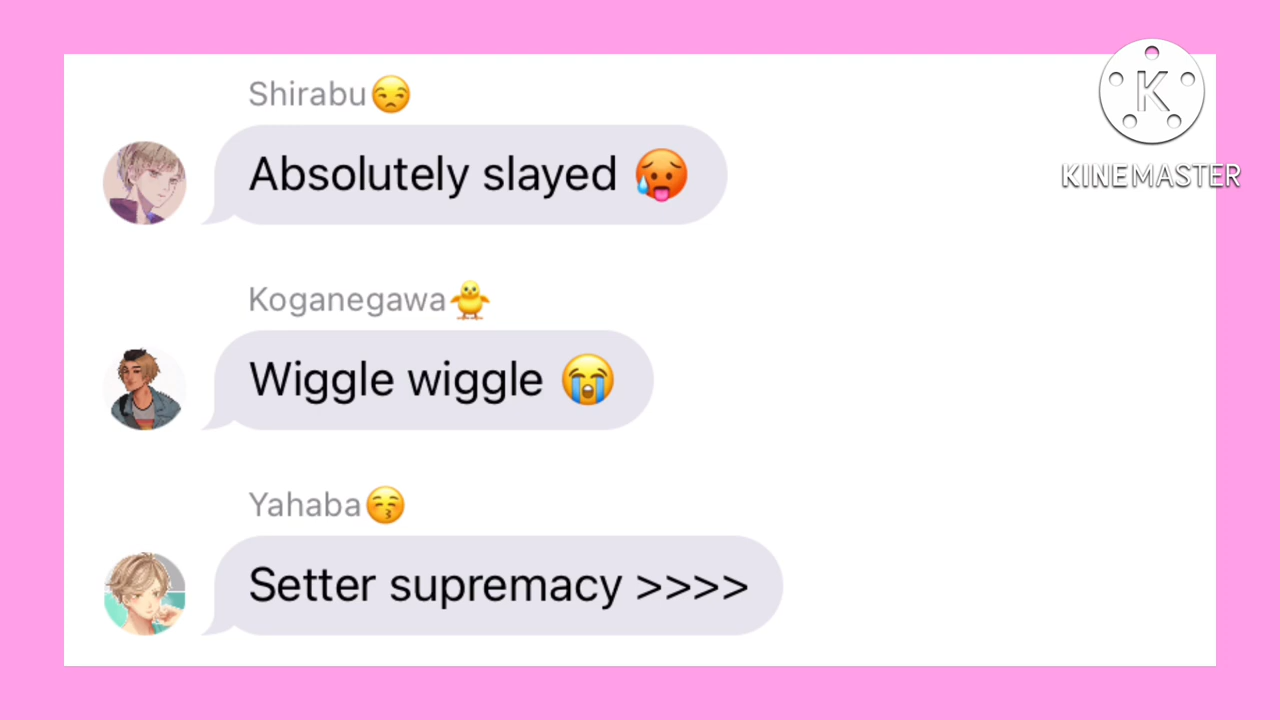 Shirabu😒
Absolutely slayed 🥵
Koganegawa🐥
Wiggle wiggle 😭
Yahaba😚
Setter supremacy >>>>
K
KINEMASTER